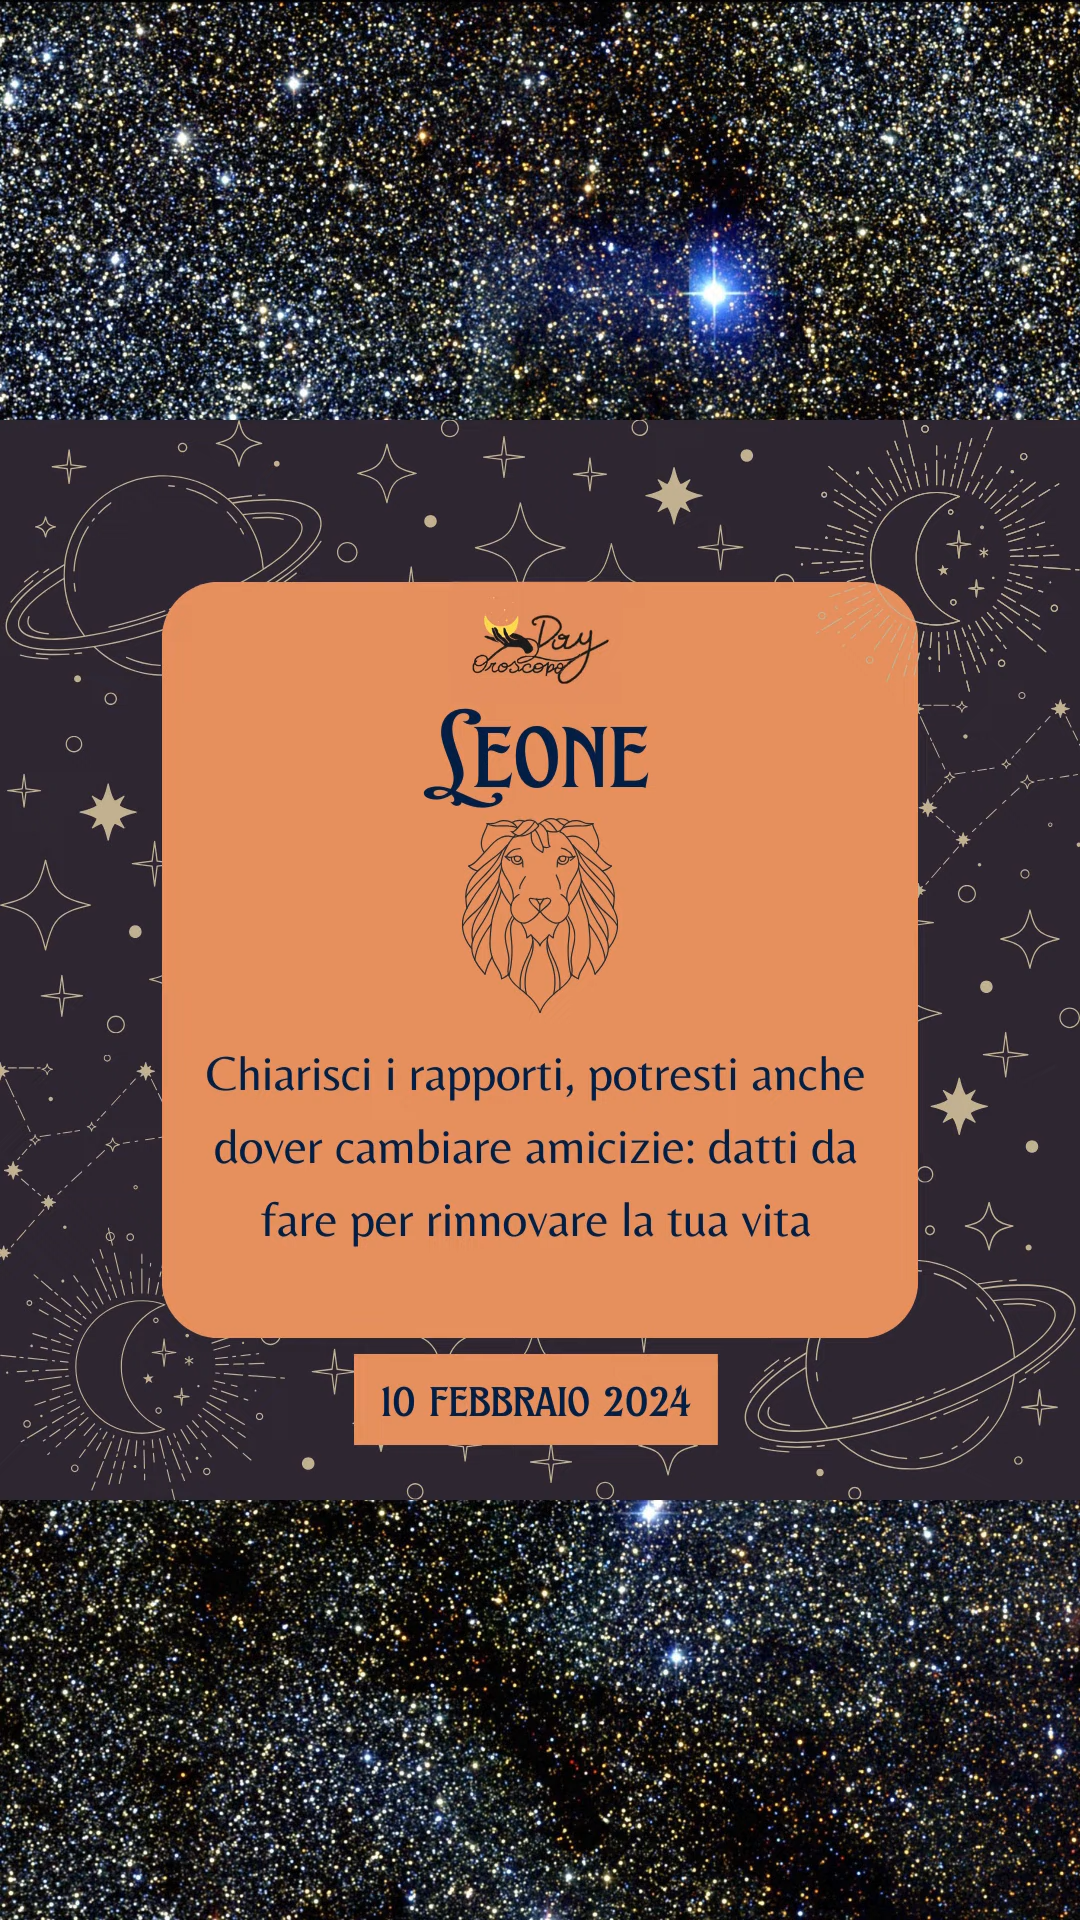 Day
Oroscopo
Leone
Chiarisci i rapporti, potresti anche
dover cambiare amicizie: datti da
fare per rinnovare la tua vita
10 FEBBRAIO 2024